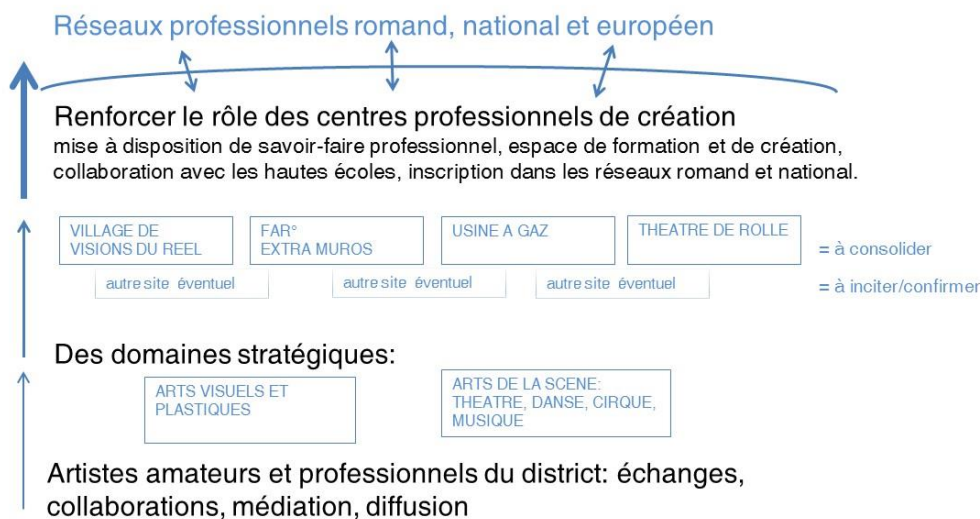 Réseaux professionnels romand, national et européen
Renforcer le rôle des centres professionnels de création
mise à disposition de savoir-faire professionnel, espace de formation et de création,
collaboration avec les hautes écoles, inscription dans les réseaux romand et national.
VILLAGE DE
VISIONS DU REEL
FAR°
EXTRA MUROS
USINE A GAZ
THEATRE DE ROLLE
= à consolider
autre site éventuel
autre site éventuel
autre site éventuel
= à inciter/confirmer
Des domaines stratégiques:
ARTS VISUELS ET
PLASTIQUES
ARTS DE LA SCENE:
THEATRE, DANSE, CIRQUE,
MUSIQUE
Artistes amateurs et professionnels du district: échanges,
collaborations, médiation, diffusion